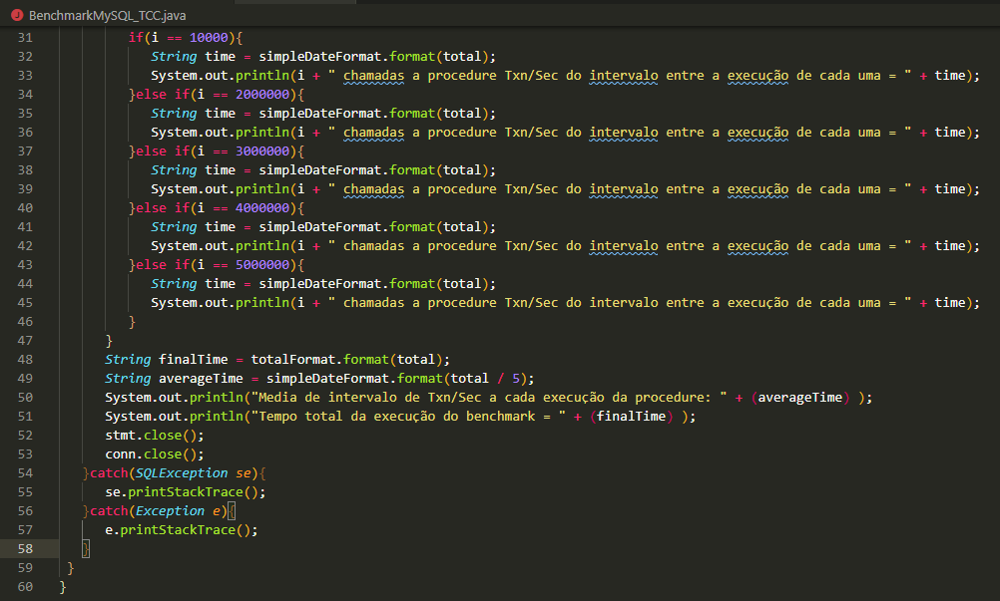 BenchmarkMySQL_TCC.java
31 if(i == 10000){
32 String time = simpleDateFormat.format(total);
33 System.out.println(i + " chamadas a procedure Txn/Sec do intervalo entre a execução de cada uma = " + time);
34 }else if(i == 2000000){
35 String time = simpleDateFormat.format(total);
36 System.out.println(i + " chamadas a procedure Txn/Sec do intervalo entre a execução de cada uma = " + time);
37 }else if(i == 3000000){
38 String time = simpleDateFormat.format(total);
39 System.out.println(i + " chamadas a procedure Txn/Sec do intervalo entre a execução de cada uma = " + time);
40 }else if(i == 4000000){
41 String time = simpleDateFormat.format(total);
42 System.out.println(i + " chamadas a procedure Txn/Sec do intervalo entre a execução de cada uma = " + time);
43 }else if(i == 5000000){
44 String time = simpleDateFormat.format(total);
45 System.out.println(i + " chamadas a procedure Txn/Sec do intervalo entre a execução de cada uma = " + time);
46 }
47 }
48 String finalTime = totalFormat.format(total);
49 String averageTime = simpleDateFormat.format(total / 5);
50 System.out.println("Media de intervalo de Txn/Sec a cada execução da procedure: " + (averageTime) );
51 System.out.println("Tempo total da execução do benchmark = " + (finalTime) );
52 stmt.close();
53 conn.close();
54 }catch(SQLException se){
55 se.printStackTrace();
56 }catch(Exception e){
57 e.printStackTrace();
58 }
59 }
60 }